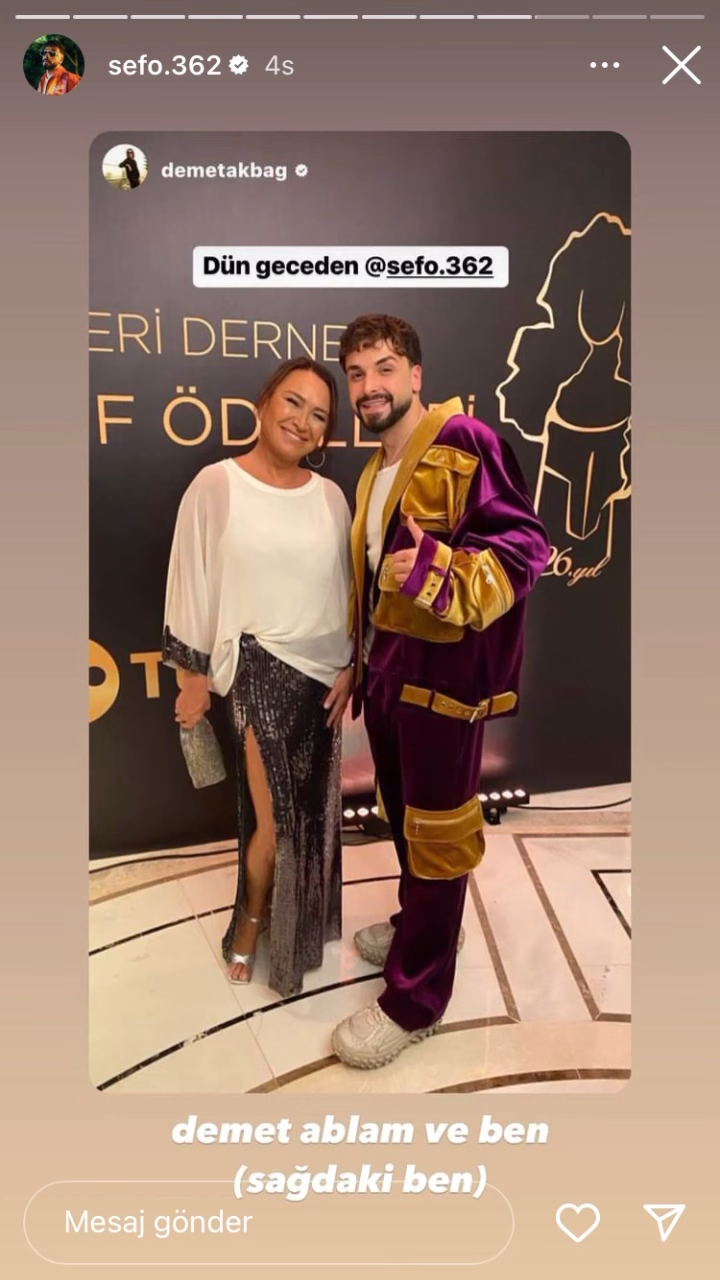 sefo.362 4s
demetakbag
Dün geceden @sefo.362
ERİ DERNE
F ÖD
26.yıl
demet ablam ve ben
(sağdaki ben)
Mesaj gönder